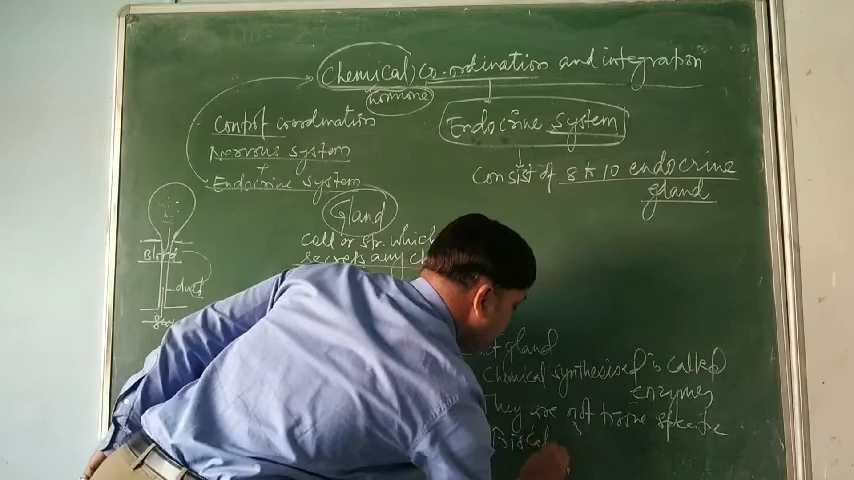 Chemical co-ordination and integration
hormone
Control coordination
Nervous system
+
Endocrine system
Endocrine system
Consist of 8 to 10 endocrine
gland
Gland
cell or str. which
secrets any ch
Blood
duct
gland
Chemical synthesised is called
enzymes
They are not tissue specific